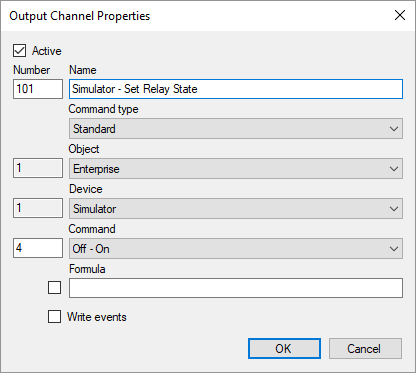 Output Channel Properties
Active
Number Name
101 Simulator - Set Relay State
Command type
Standard
Object
1 Enterprise
Device
1 Simulator
Command
4 Off - On
Formula
Write events
OK Cancel